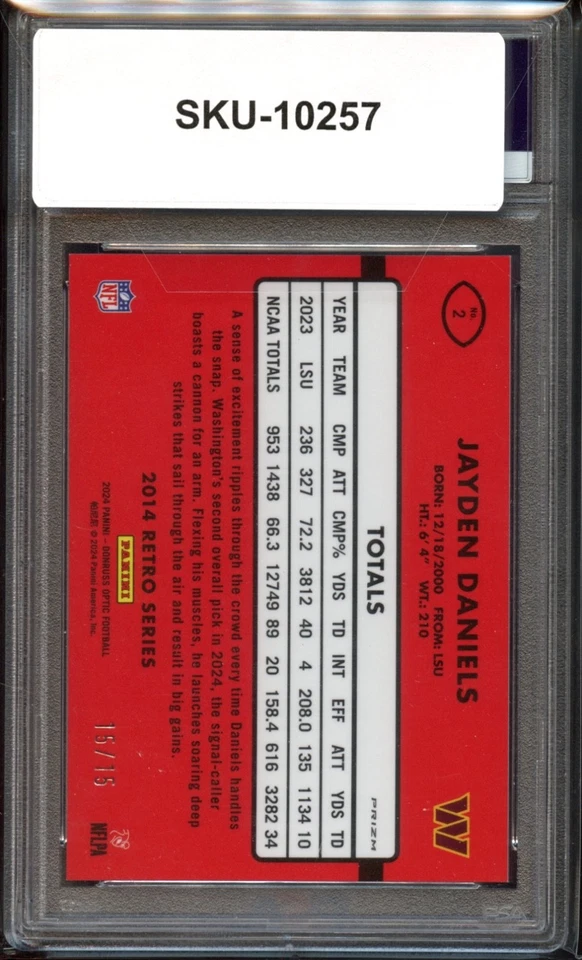 SKU-10257
No.
2
JAYDEN DANIELS
BORN: 12/18/2000 FROM: LSU
HT.: 6' 4" WT.: 210
W
TOTALS
PRIZM
YEAR TEAM CMP ATT CMP% YDS TD INT EFF ATT YDS TD
2023 LSU 236 327 72.2 3812 40 4 208.0 135 1134 10
NCAA TOTALS 953 1438 66.3 12749 89 20 158.4 616 3282 34
A sense of excitement ripples through the crowd every time Daniels handles
the snap. Washington's second overall pick in 2024, the signal-caller
boasts a cannon for an arm. Flexing his muscles, he launches soaring deep
strikes that sail through the air and result in big gains.
2014 RETRO SERIES
PANINI
2024 PANINI - DONRUSS OPTIC FOOTBALL
© 2024 Panini America, Inc.
15/15
NFL
NFLPA